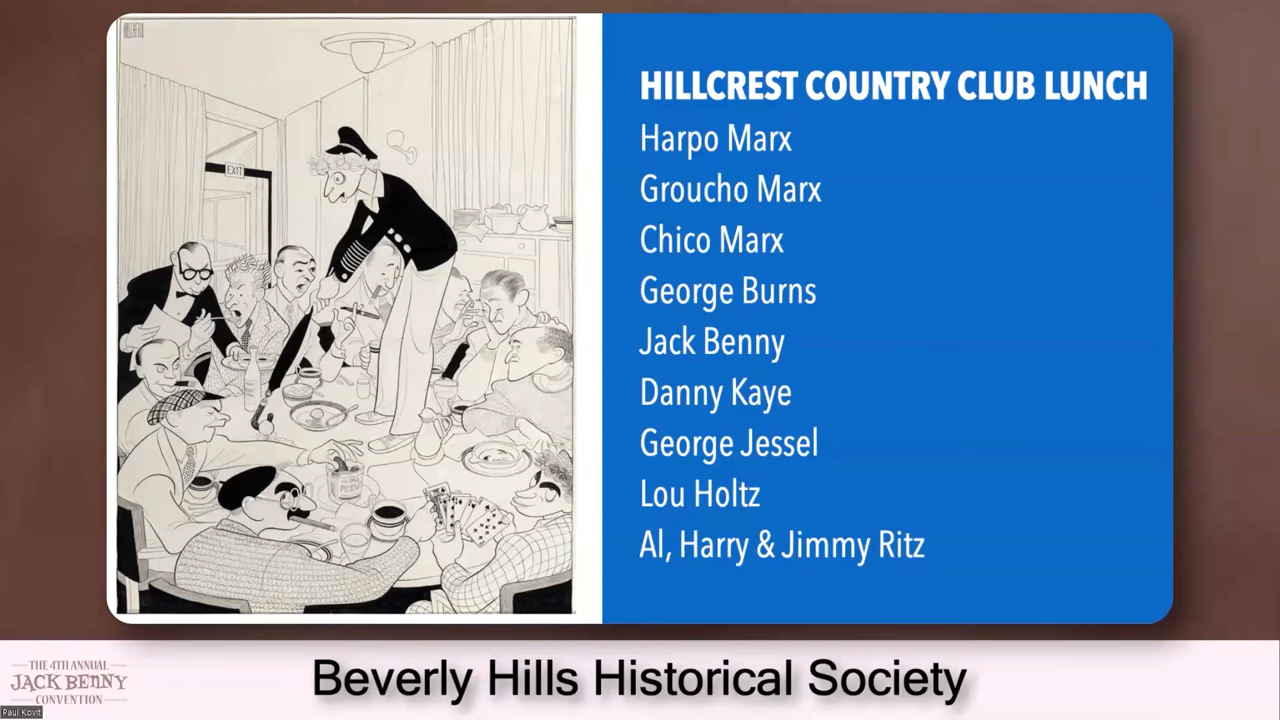 EXIT
HILLCREST COUNTRY CLUB LUNCH
Harpo Marx
Groucho Marx
Chico Marx
George Burns
Jack Benny
Danny Kaye
George Jessel
Lou Holtz
Al, Harry & Jimmy Ritz
THE 4TH ANNUAL
JACK BENNY
CONVENTION
Beverly Hills Historical Society
Paul Kovit